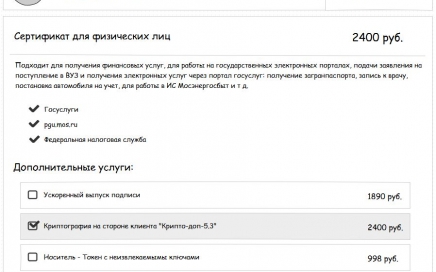 Сертификат для физических лиц 2400 руб.
Подходит для получения финансовых услуг, для работы на государственных электронных порталах, подачи заявления на
поступление в ВУЗ и получения электронных услуг через портал госуслуг: получение загранпаспорта, запись к врачу,
постановка автомобиля на учет, для работы в ИС Мосэнергосбыт и т д.
Госуслуги
pgu.mos.ru
Федеральная налоговая служба
Дополнительные услуги:
Ускоренный выпуск подписи 1890 руб.
Криптография на стороне клиента "Крипто-доп-5.3" 2400 руб.
Носитель - Токен с неизвлекаемымы ключами 998 руб.